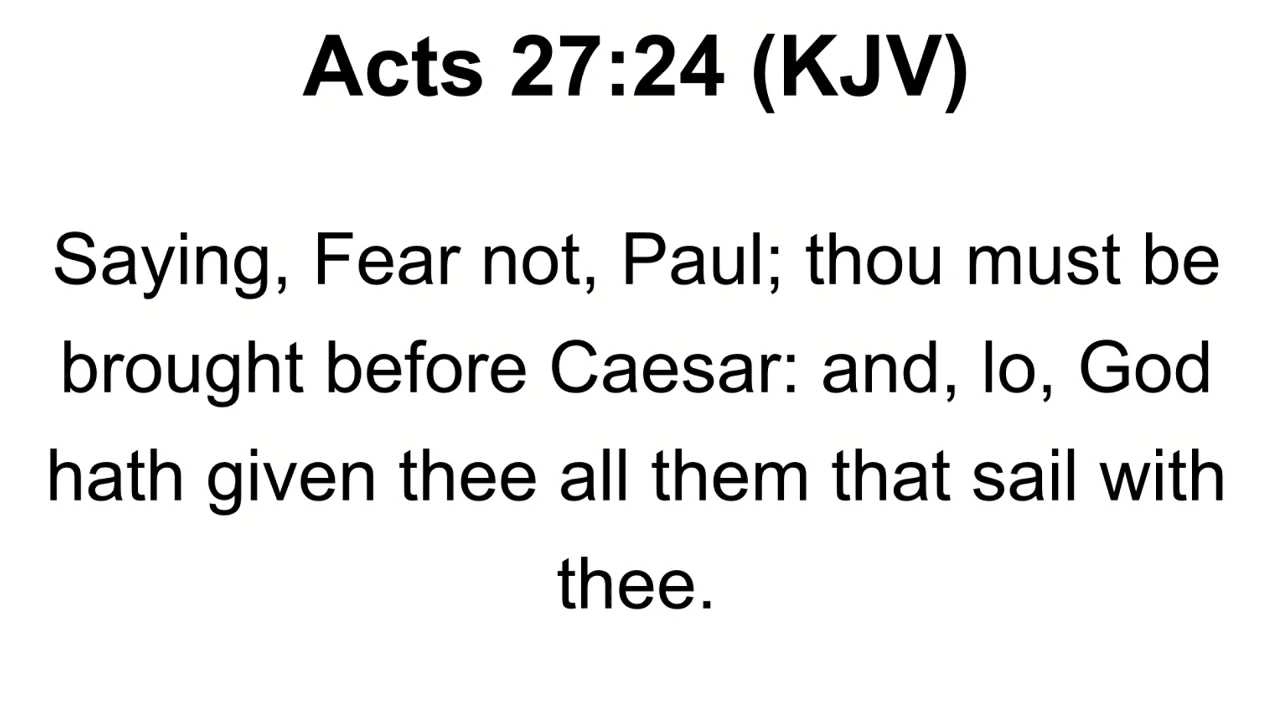 Acts 27:24 (KJV)
Saying, Fear not, Paul; thou must be
brought before Caesar: and, lo, God
hath given thee all them that sail with
thee.